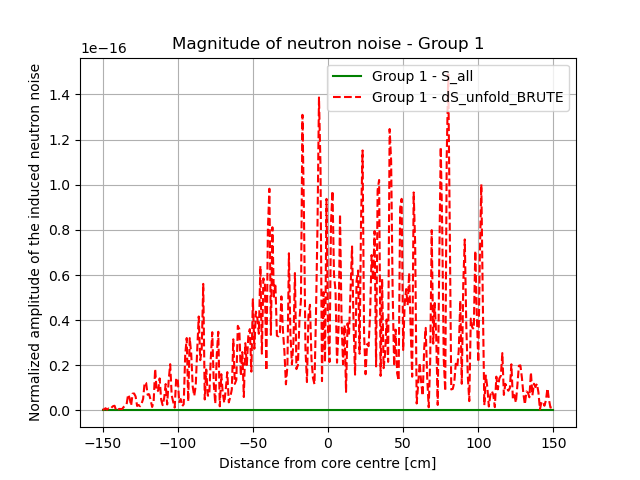 Magnitude of neutron noise - Group 1
1e−16
Group 1 - S_all
Group 1 - dS_unfold_BRUTE
Normalized amplitude of the induced neutron noise
1.4
1.2
1.0
0.8
0.6
0.4
0.2
0.0
−150 −100 −50 0 50 100 150
Distance from core centre [cm]